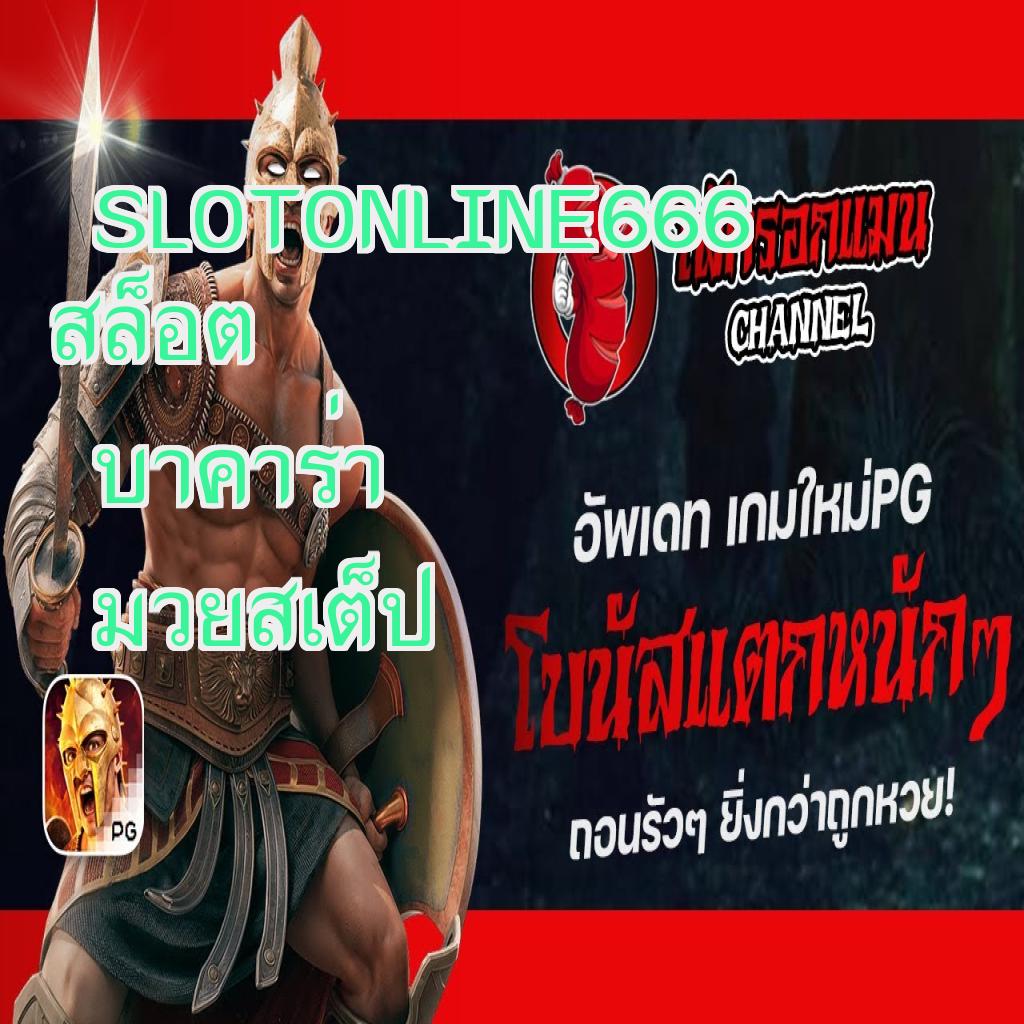 SLOTONLINE666
สล็อต
บาคาร่า
มวยสเต็ป
CHANNEL
อัพเดท เกมใหม่PG
โบนัสแตกหนักๆ
ถอนรัวๆ ยิ่งกว่าถูกหวย!
PG